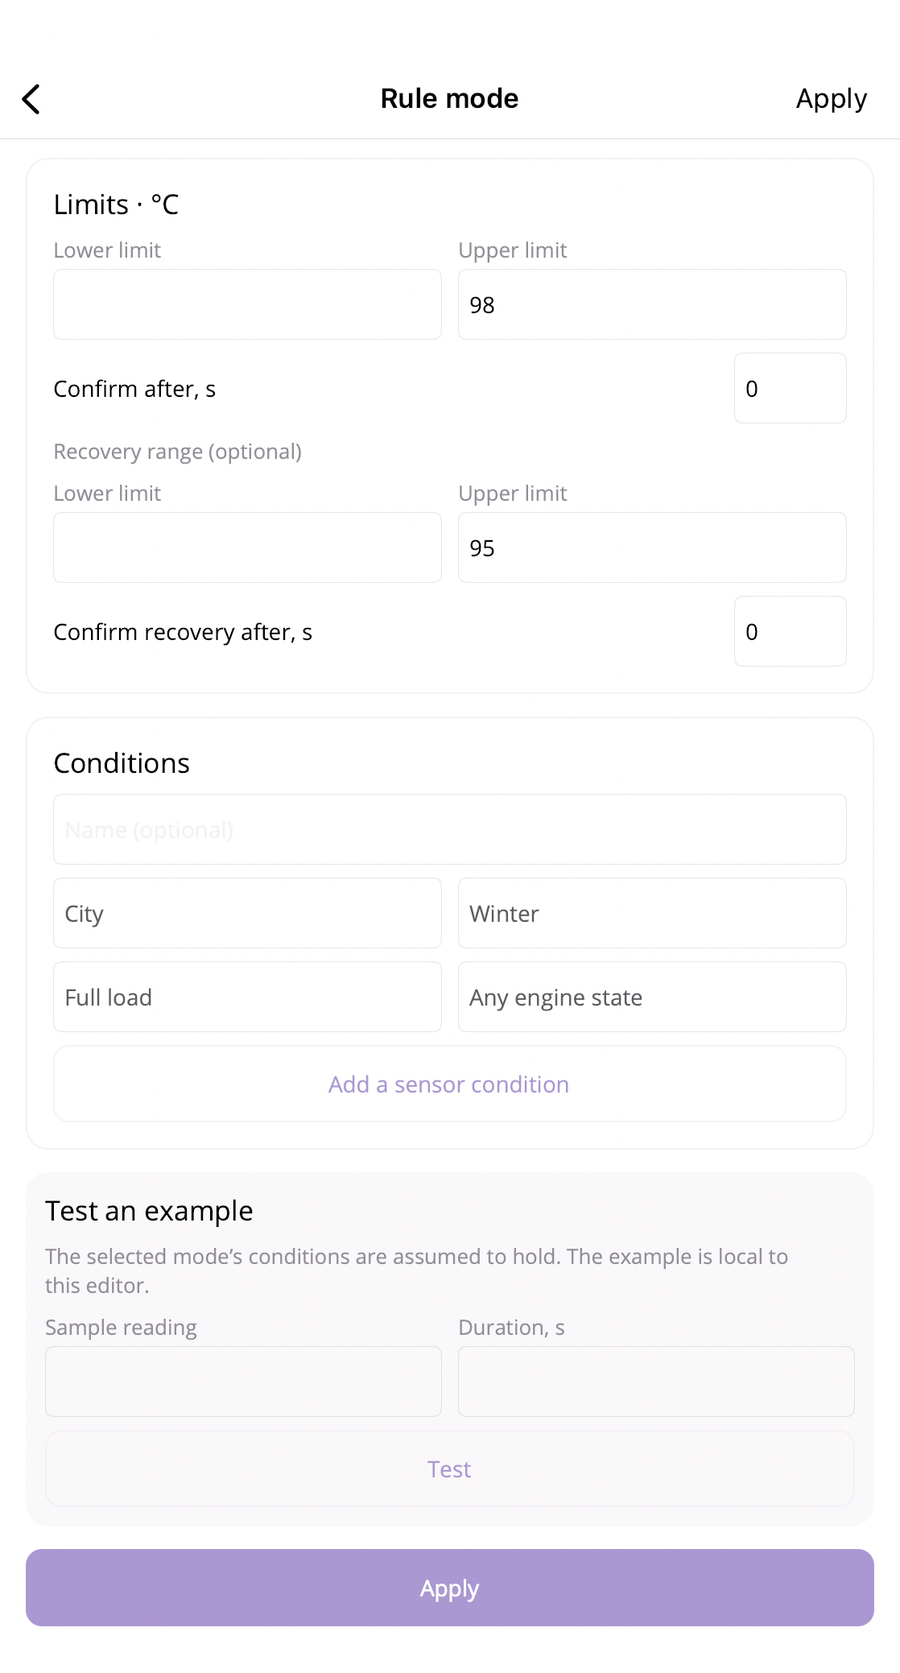 Rule mode
Apply
Limits · °C
Lower limit
Upper limit
98
Confirm after, s
0
Recovery range (optional)
Lower limit
Upper limit
95
Confirm recovery after, s
0
Conditions
Name (optional)
City
Winter
Full load
Any engine state
Add a sensor condition
Test an example
The selected mode’s conditions are assumed to hold. The example is local to
this editor.
Sample reading
Duration, s
Test
Apply